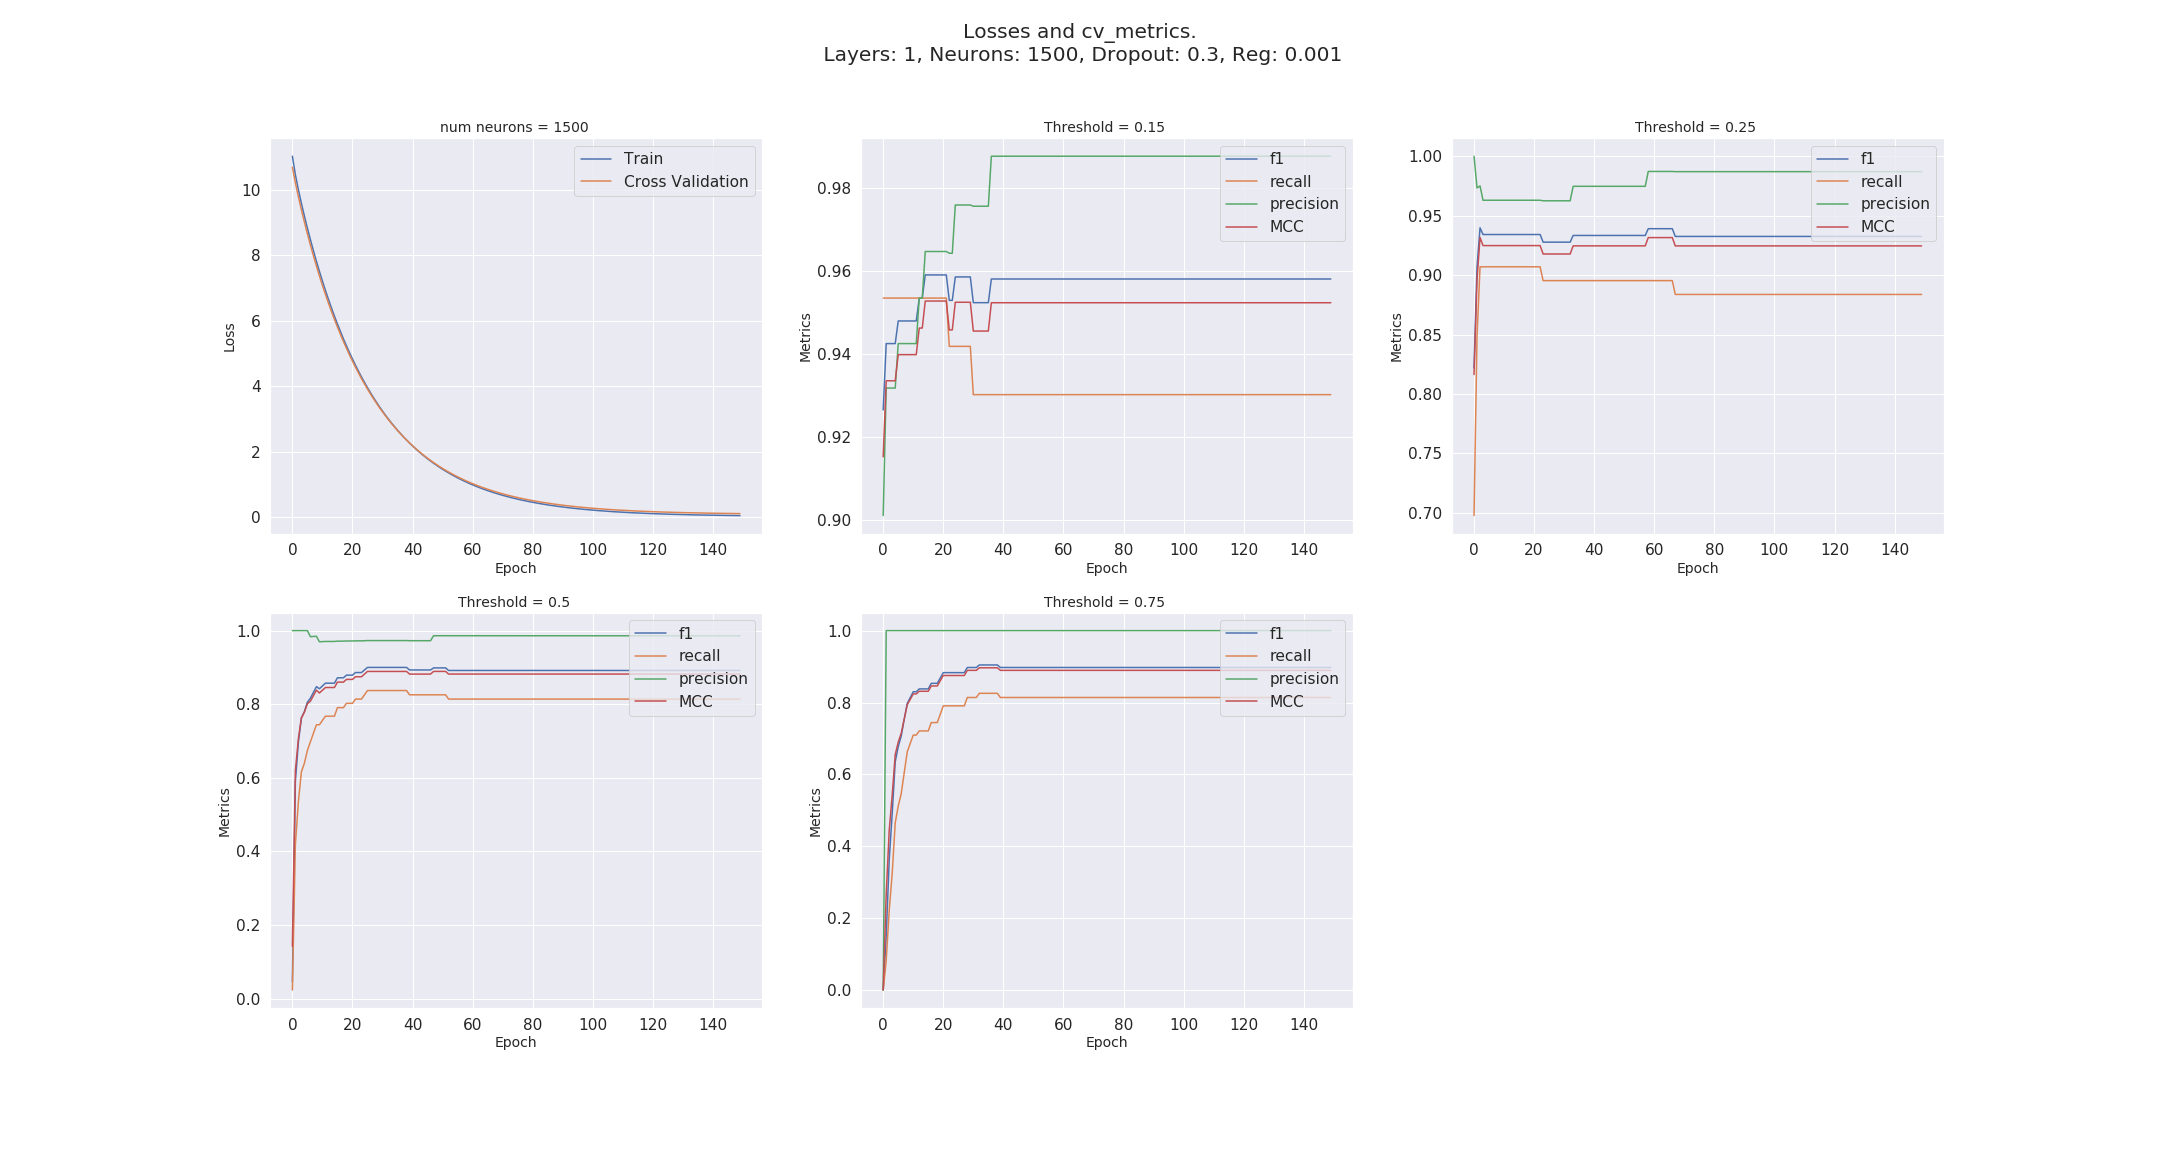 Losses and cv_metrics.
Layers: 1, Neurons: 1500, Dropout: 0.3, Reg: 0.001
num neurons = 1500
Train
Cross Validation
Loss
10
8
6
4
2
0
0 20 40 60 80 100 120 140
Epoch
Threshold = 0.15
f1
recall
precision
MCC
Metrics
0.98
0.96
0.94
0.92
0.90
0 20 40 60 80 100 120 140
Epoch
Threshold = 0.25
f1
recall
precision
MCC
Metrics
1.00
0.95
0.90
0.85
0.80
0.75
0.70
0 20 40 60 80 100 120 140
Epoch
Threshold = 0.5
f1
recall
precision
MCC
Metrics
1.0
0.8
0.6
0.4
0.2
0.0
0 20 40 60 80 100 120 140
Epoch
Threshold = 0.75
f1
recall
precision
MCC
Metrics
1.0
0.8
0.6
0.4
0.2
0.0
0 20 40 60 80 100 120 140
Epoch